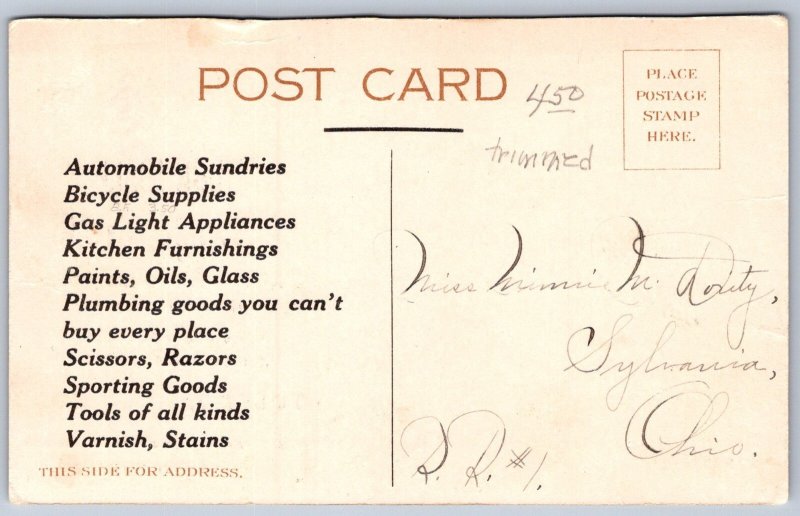 POST CARD
450
trimmed
PLACE
POSTAGE
STAMP
HERE.
Automobile Sundries
Bicycle Supplies
Gas Light Appliances
Kitchen Furnishings
Paints, Oils, Glass
Plumbing goods you can't
buy every place
Scissors, Razors
Sporting Goods
Tools of all kinds
Varnish, Stains
THIS SIDE FOR ADDRESS.
Miss Minnie M.
Sylvania,
Ohio.
R. R. #1.